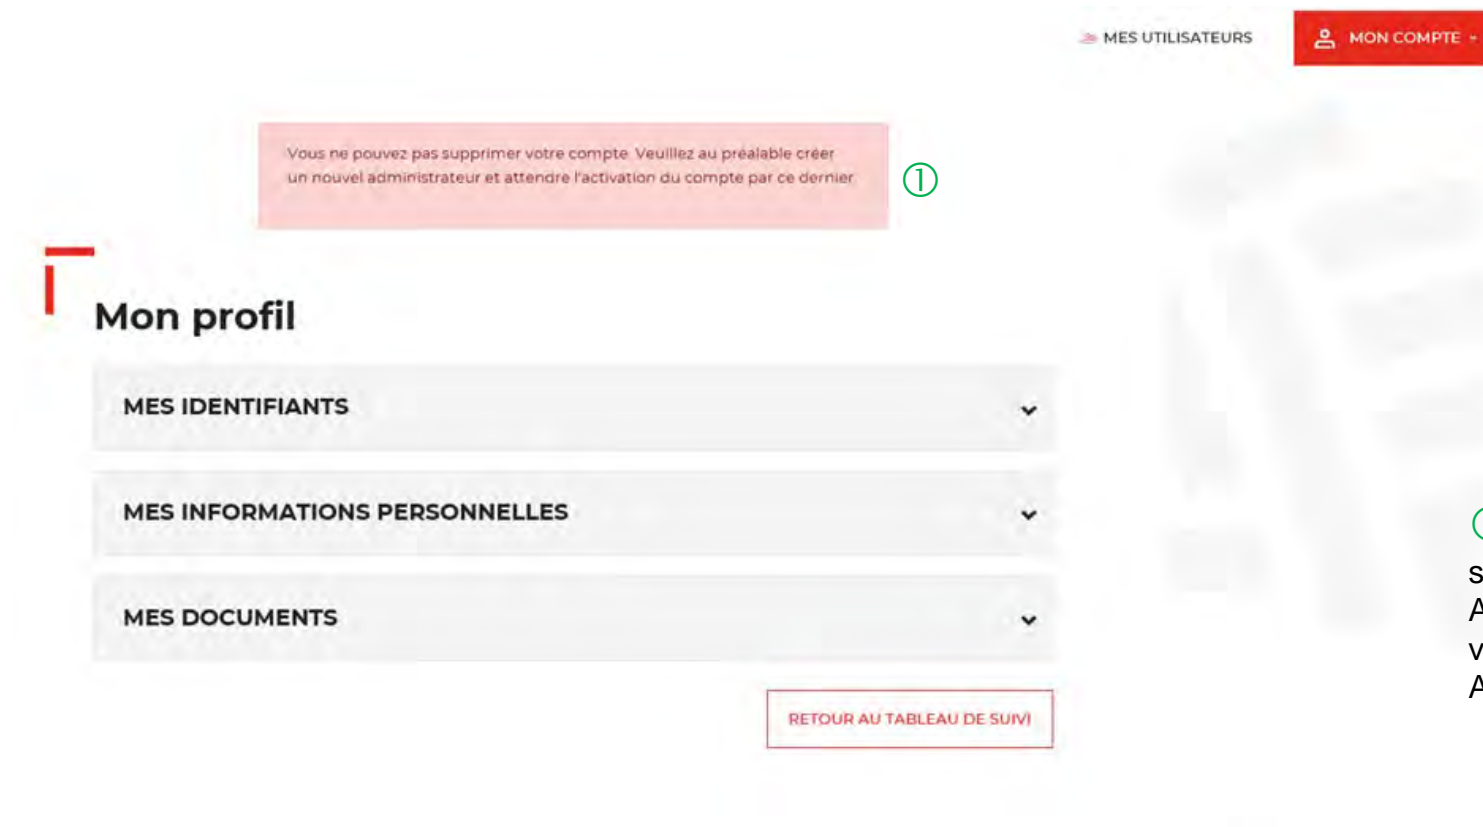 MES UTILISATEURS
MON COMPTE
Vous ne pouvez pas supprimer votre compte. Veuillez au préalable créer
un nouvel administrateur et attendre l'activation du compte par ce dernier
①
Mon profil
MES IDENTIFIANTS
MES INFORMATIONS PERSONNELLES
MES DOCUMENTS
RETOUR AU TABLEAU DE SUIVI